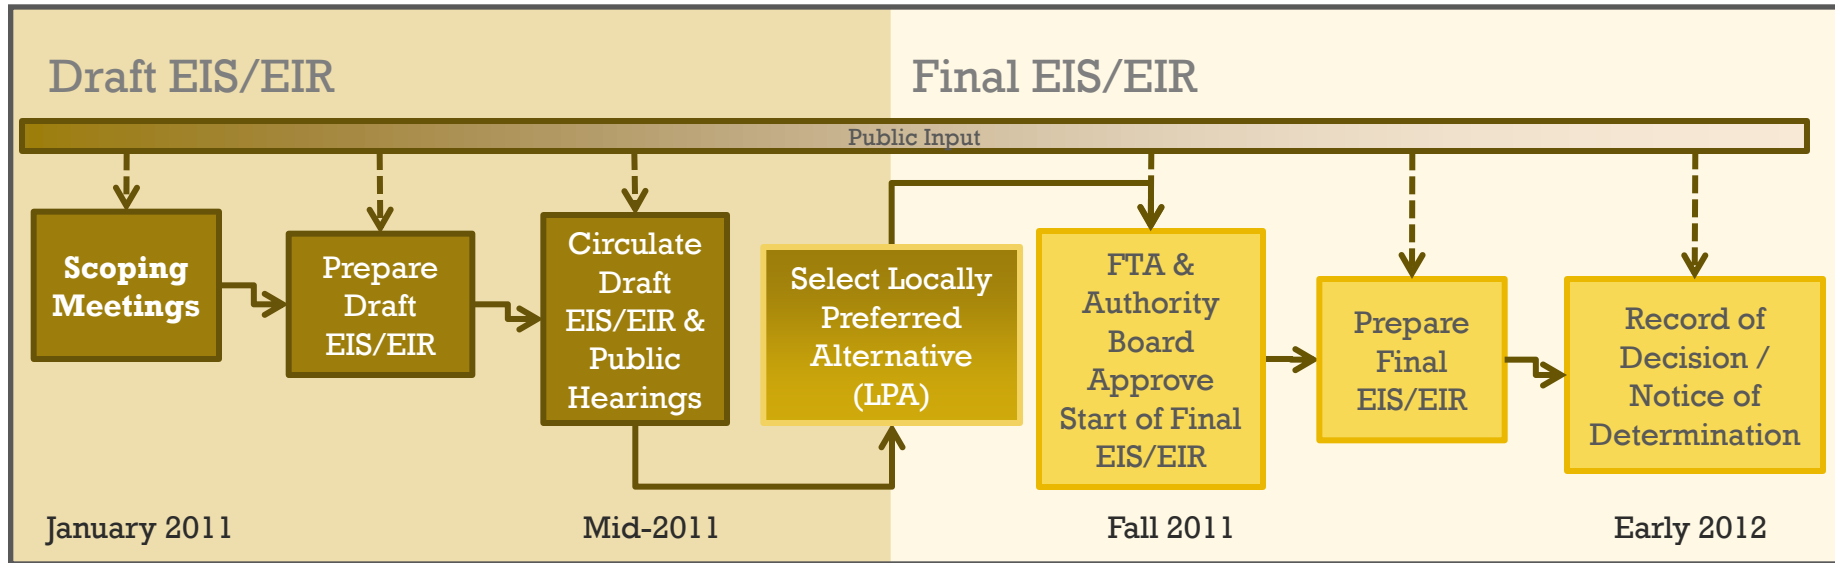 Draft EIS/EIR
Final EIS/EIR
Public Input
Scoping
Meetings
Prepare
Draft
EIS/EIR
Circulate
Draft
EIS/EIR &
Public
Hearings
Select Locally
Preferred
Alternative
(LPA)
FTA &
Authority
Board
Approve
Start of Final
EIS/EIR
Prepare
Final
EIS/EIR
Record of
Decision /
Notice of
Determination
January 2011
Mid-2011
Fall 2011
Early 2012